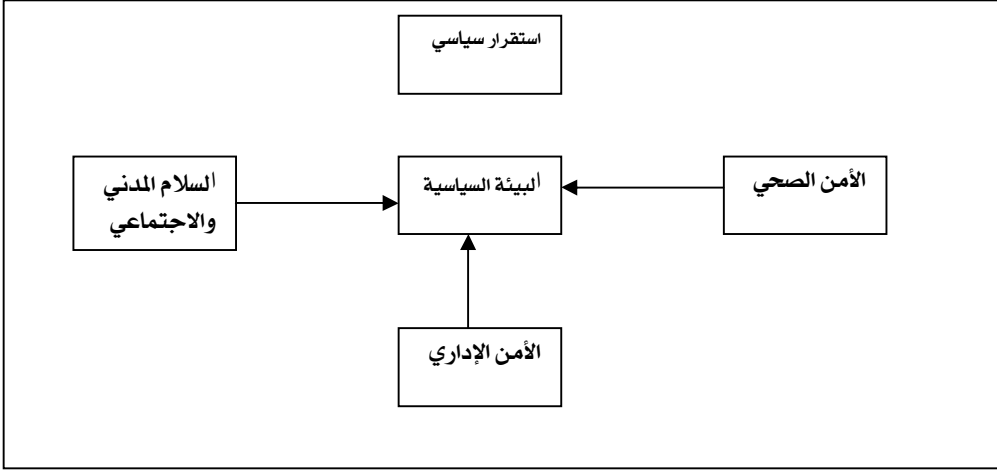 استقرار سياسي
الأمن الصحي
البيئة السياسية
السلام المدني
والاجتماعي
الأمن الإداري